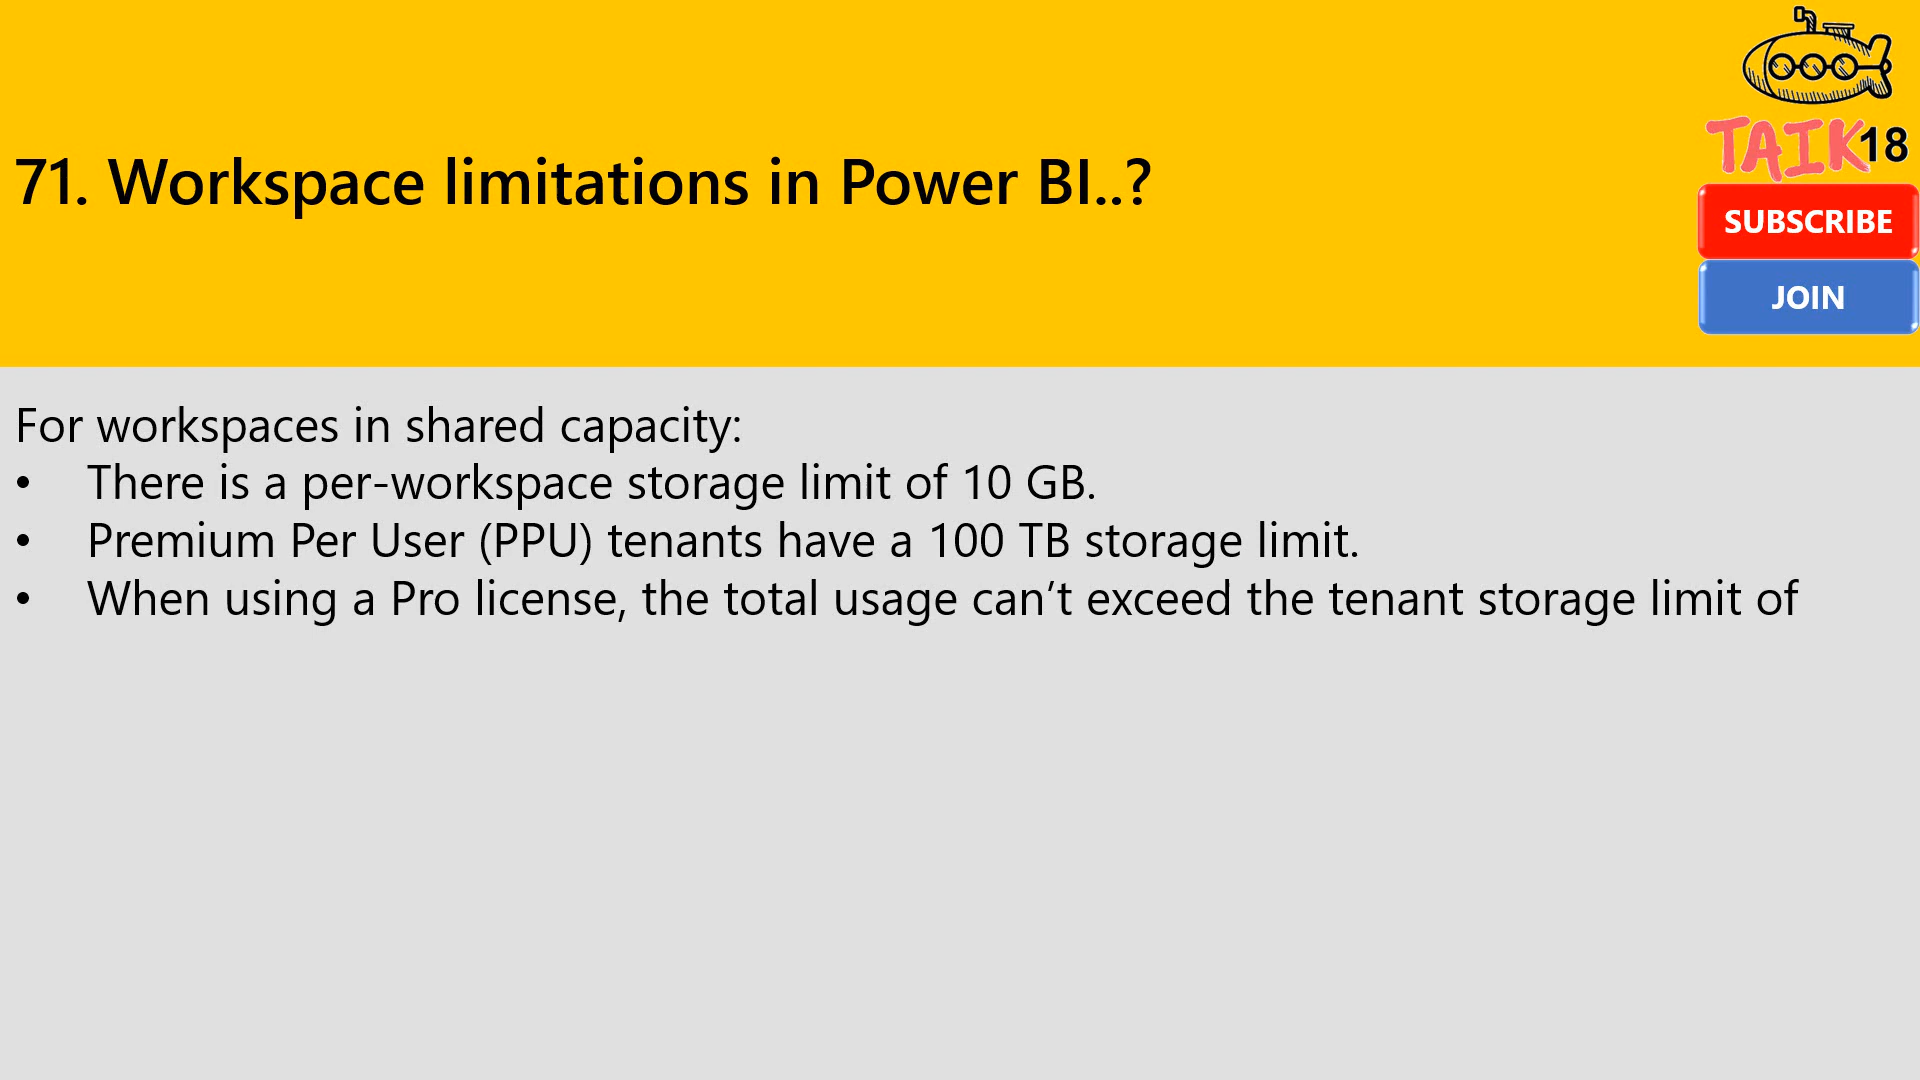 71. Workspace limitations in Power BI..?
TAIK18
SUBSCRIBE
JOIN
For workspaces in shared capacity:
• There is a per-workspace storage limit of 10 GB.
• Premium Per User (PPU) tenants have a 100 TB storage limit.
• When using a Pro license, the total usage can’t exceed the tenant storage limit of